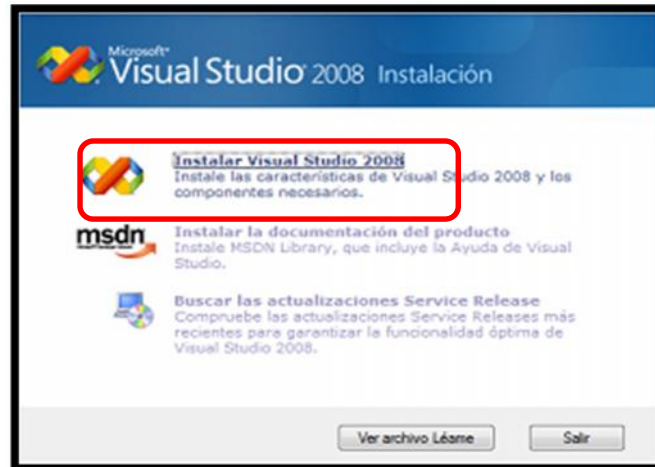 Microsoft®
Visual Studio 2008 Instalación
Instalar Visual Studio 2008
Instale las características de Visual Studio 2008 y los
componentes necesarios.
msdn
Instalar la documentación del producto
Instale MSDN Library, que incluye la Ayuda de Visual
Studio.
Buscar las actualizaciones Service Release
Compruebe las actualizaciones Service Releases más
recientes para garantizar la funcionalidad óptima de
Visual Studio 2008.
Ver archivo Léame
Salir